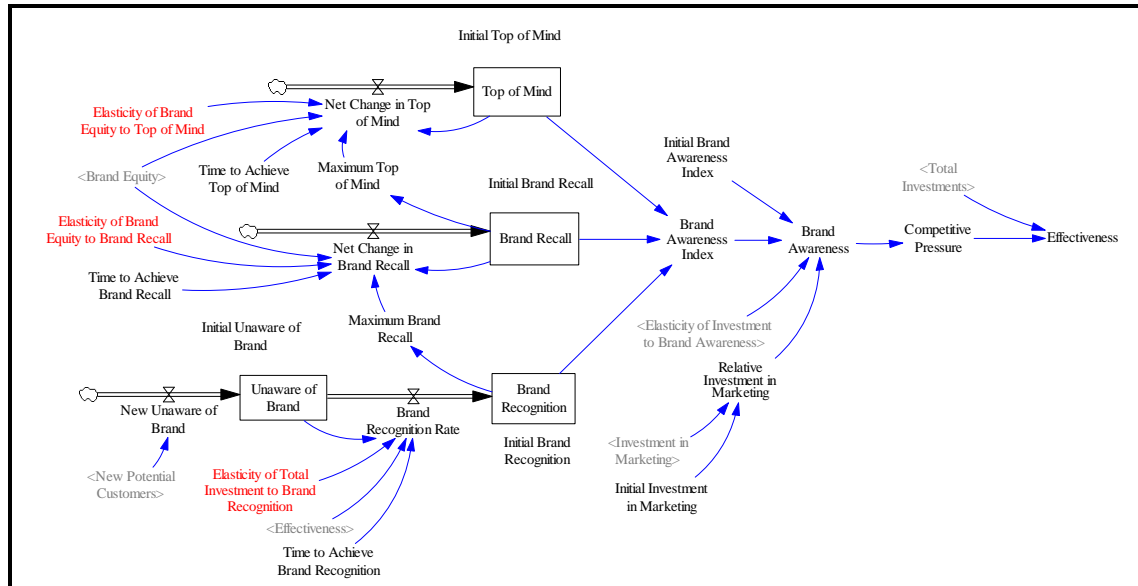 Initial Top of Mind
Top of Mind
Net Change in Top
of Mind
Elasticity of Brand
Equity to Top of Mind
Time to Achieve
Top of Mind
Maximum Top
of Mind
<Brand Equity>
Initial Brand Recall
Brand Recall
Elasticity of Brand
Equity to Brand Recall
Net Change in
Brand Recall
Time to Achieve
Brand Recall
Maximum Brand
Recall
Initial Unaware of
Brand
Unaware of
Brand
New Unaware of
Brand
<New Potential
Customers>
Brand
Recognition Rate
Brand
Recognition
Initial Brand
Recognition
Elasticity of Total
Investment to Brand
Recognition
<Effectiveness>
Time to Achieve
Brand Recognition
Initial Brand
Awareness
Index
Brand
Awareness
Index
Brand
Awareness
<Total
Investments>
Competitive
Pressure
Effectiveness
<Elasticity of Investment
to Brand Awareness>
Relative
Investment in
Marketing
<Investment in
Marketing>
Initial Investment
in Marketing